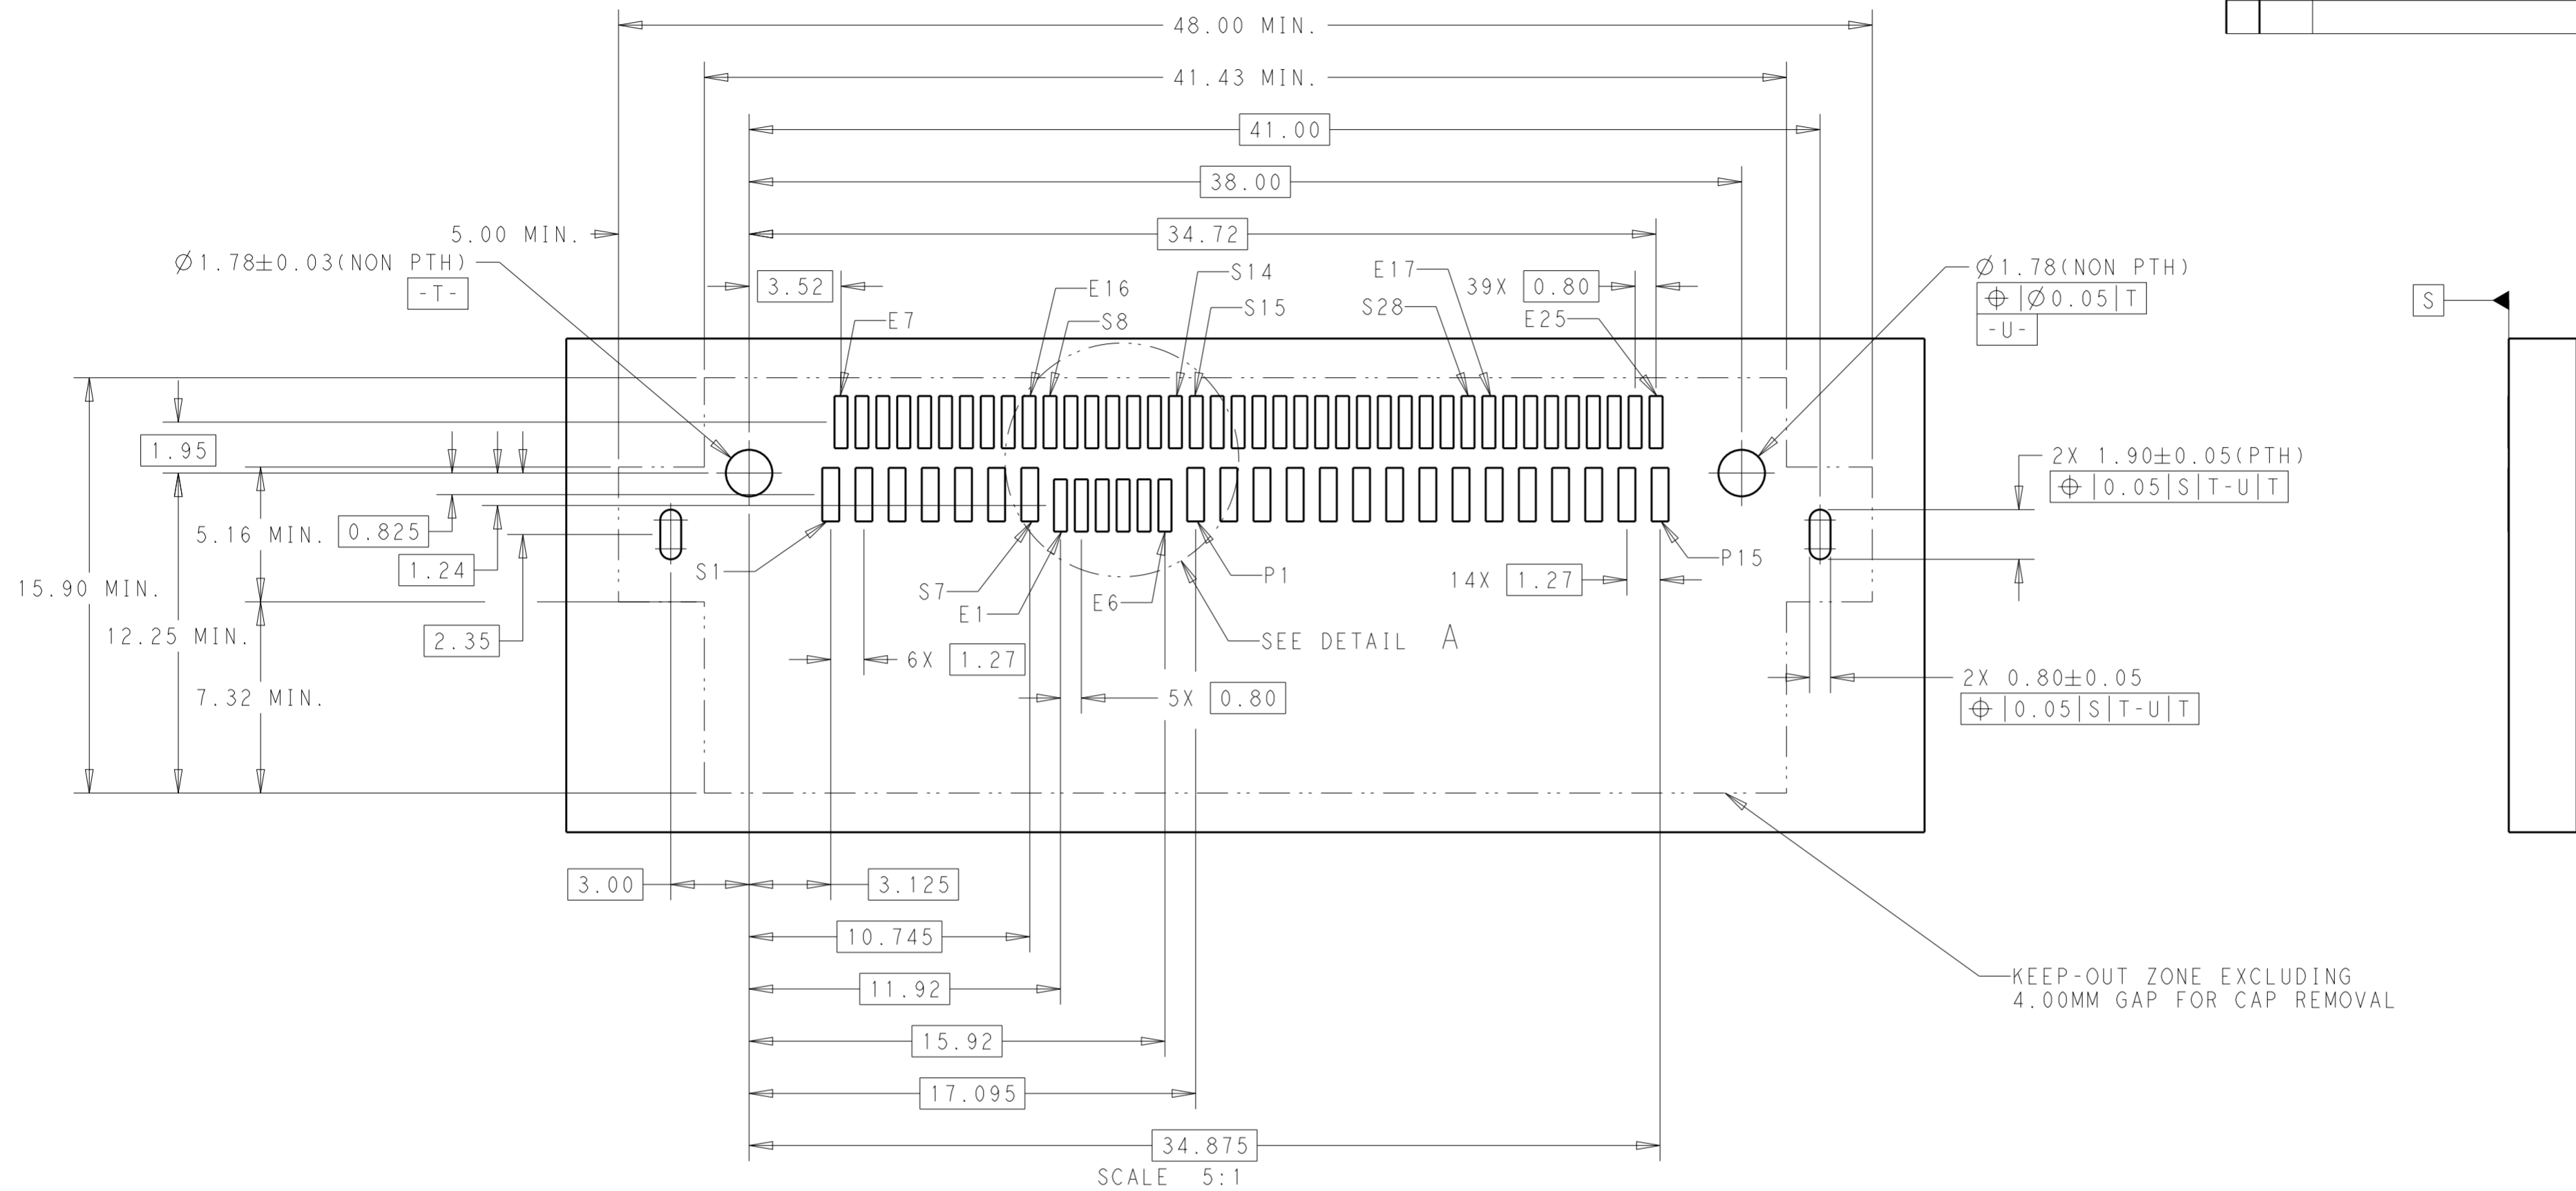 48.00 MIN.
41.43 MIN.
41.00
38.00
5.00 MIN.
34.72
Ø1.78±0.03(NON PTH)
-T-
3.52
E7
E16
S8
S14
S15
E17
S28
39X 0.80
E25
Ø1.78(NON PTH)
⌖|Ø0.05|T
-U-
S
1.95
5.16 MIN.
0.825
1.24
15.90 MIN.
12.25 MIN.
2.35
7.32 MIN.
S1
S7
E1
E6
P1
SEE DETAIL A
14X 1.27
P15
2X 1.90±0.05(PTH)
⌖|0.05|S|T-U|T
6X 1.27
5X 0.80
2X 0.80±0.05
⌖|0.05|S|T-U|T
3.00
3.125
10.745
11.92
15.92
17.095
34.875
SCALE 5:1
KEEP-OUT ZONE EXCLUDING
4.00MM GAP FOR CAP REMOVAL